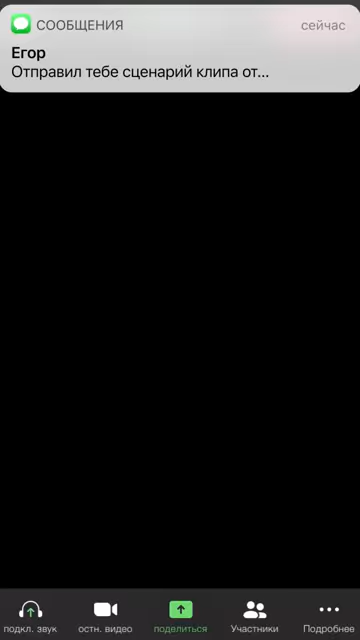 СООБЩЕНИЯ сейчас
Егор
Отправил тебе сценарий клипа от...
подкл. звук остн. видео поделиться Участники Подробнее